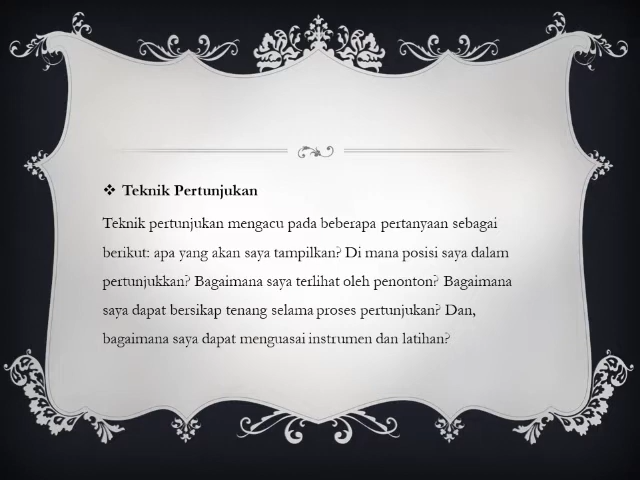 ❖ Teknik Pertunjukan
Teknik pertunjukan mengacu pada beberapa pertanyaan sebagai
berikut: apa yang akan saya tampilkan? Di mana posisi saya dalam
pertunjukkan? Bagaimana saya terlihat oleh penonton? Bagaimana
saya dapat bersikap tenang selama proses pertunjukan? Dan,
bagaimana saya dapat menguasai instrumen dan latihan?